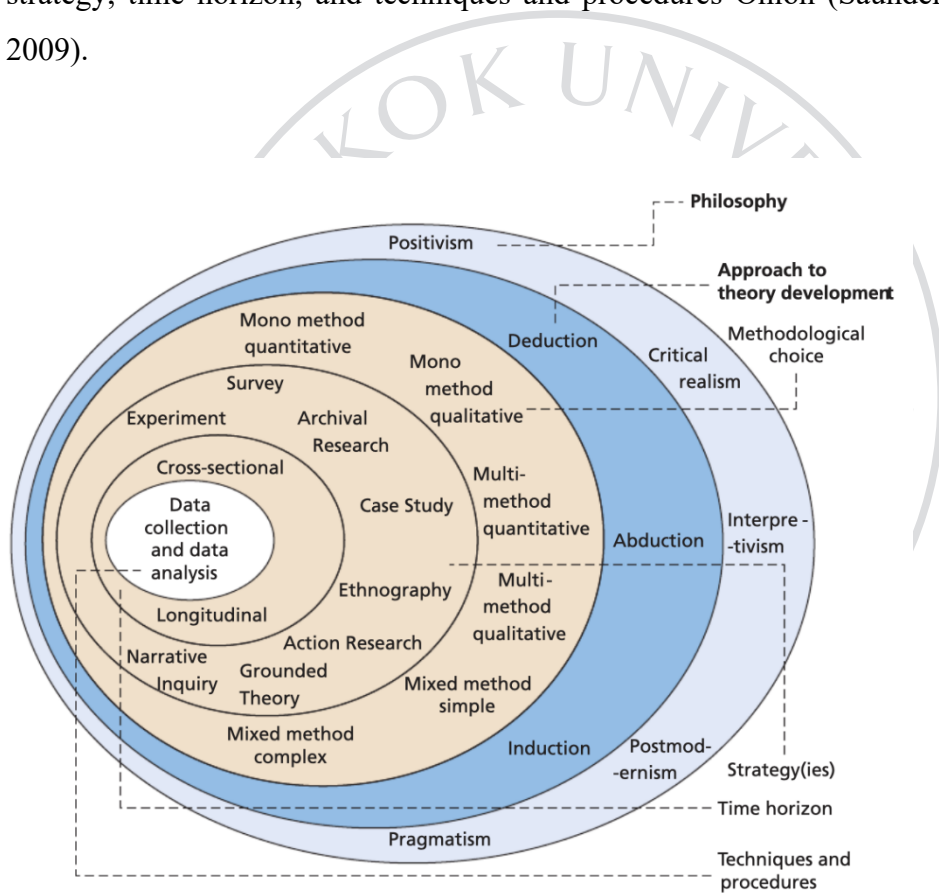 strategy, time horizon, and techniques and procedures Onion (Saunder
2009).
KOK UNIVE
Philosophy
Positivism
Approach to
theory development
Deduction
Methodological
choice
Critical
realism
Mono method
quantitative
Mono
method
qualitative
Survey
Experiment
Archival
Research
Cross-sectional
Multi-
method
quantitative
Case Study
Data
collection
and data
analysis
Abduction
Interpre -
-tivism
Multi-
method
qualitative
Ethnography
Longitudinal
Action Research
Narrative
Inquiry
Grounded
Theory
Mixed method
simple
Mixed method
complex
Induction
Postmod-
-ernism
Strategy(ies)
Time horizon
Pragmatism
Techniques and
procedures